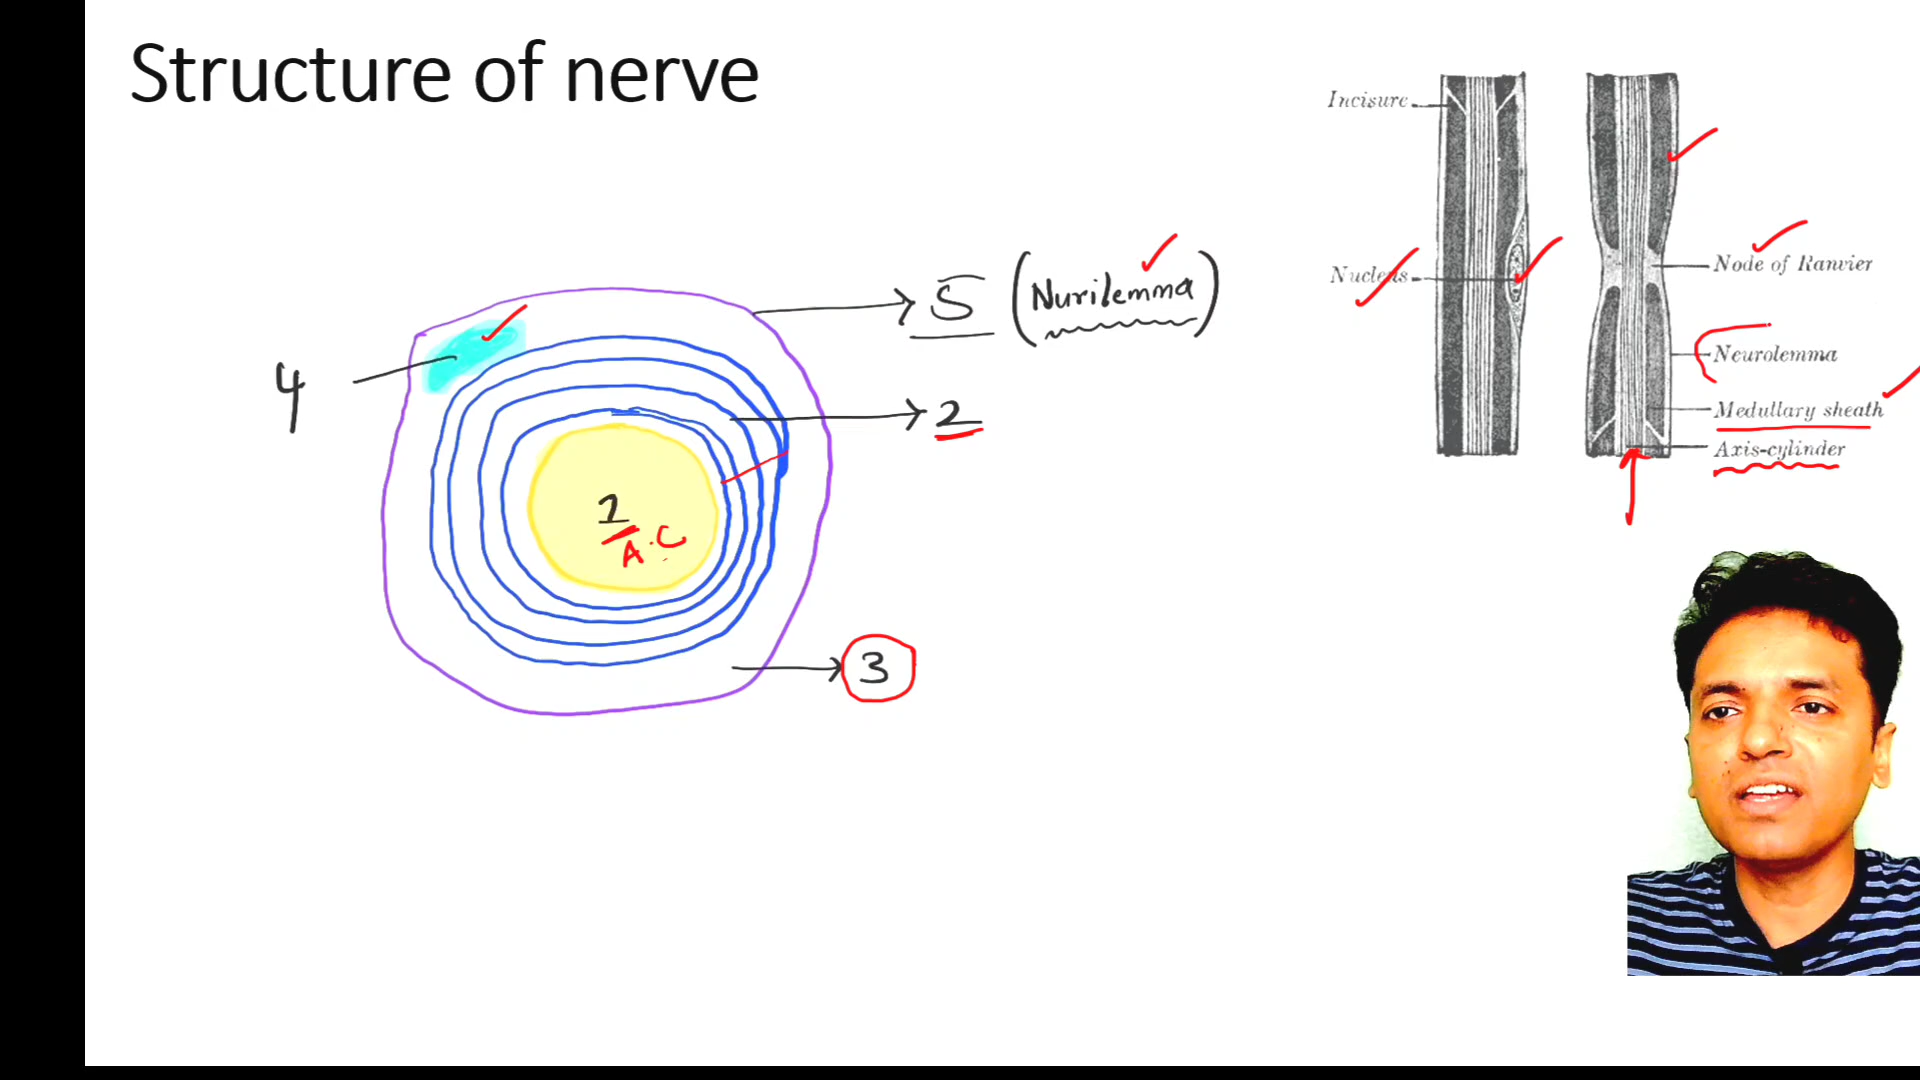 Structure of nerve
Incisure
Nucleus
Node of Ranvier
Neurolemma
Medullary sheath
Axis-cylinder
5 (Nurilemma)
4
2
1
A.C
3